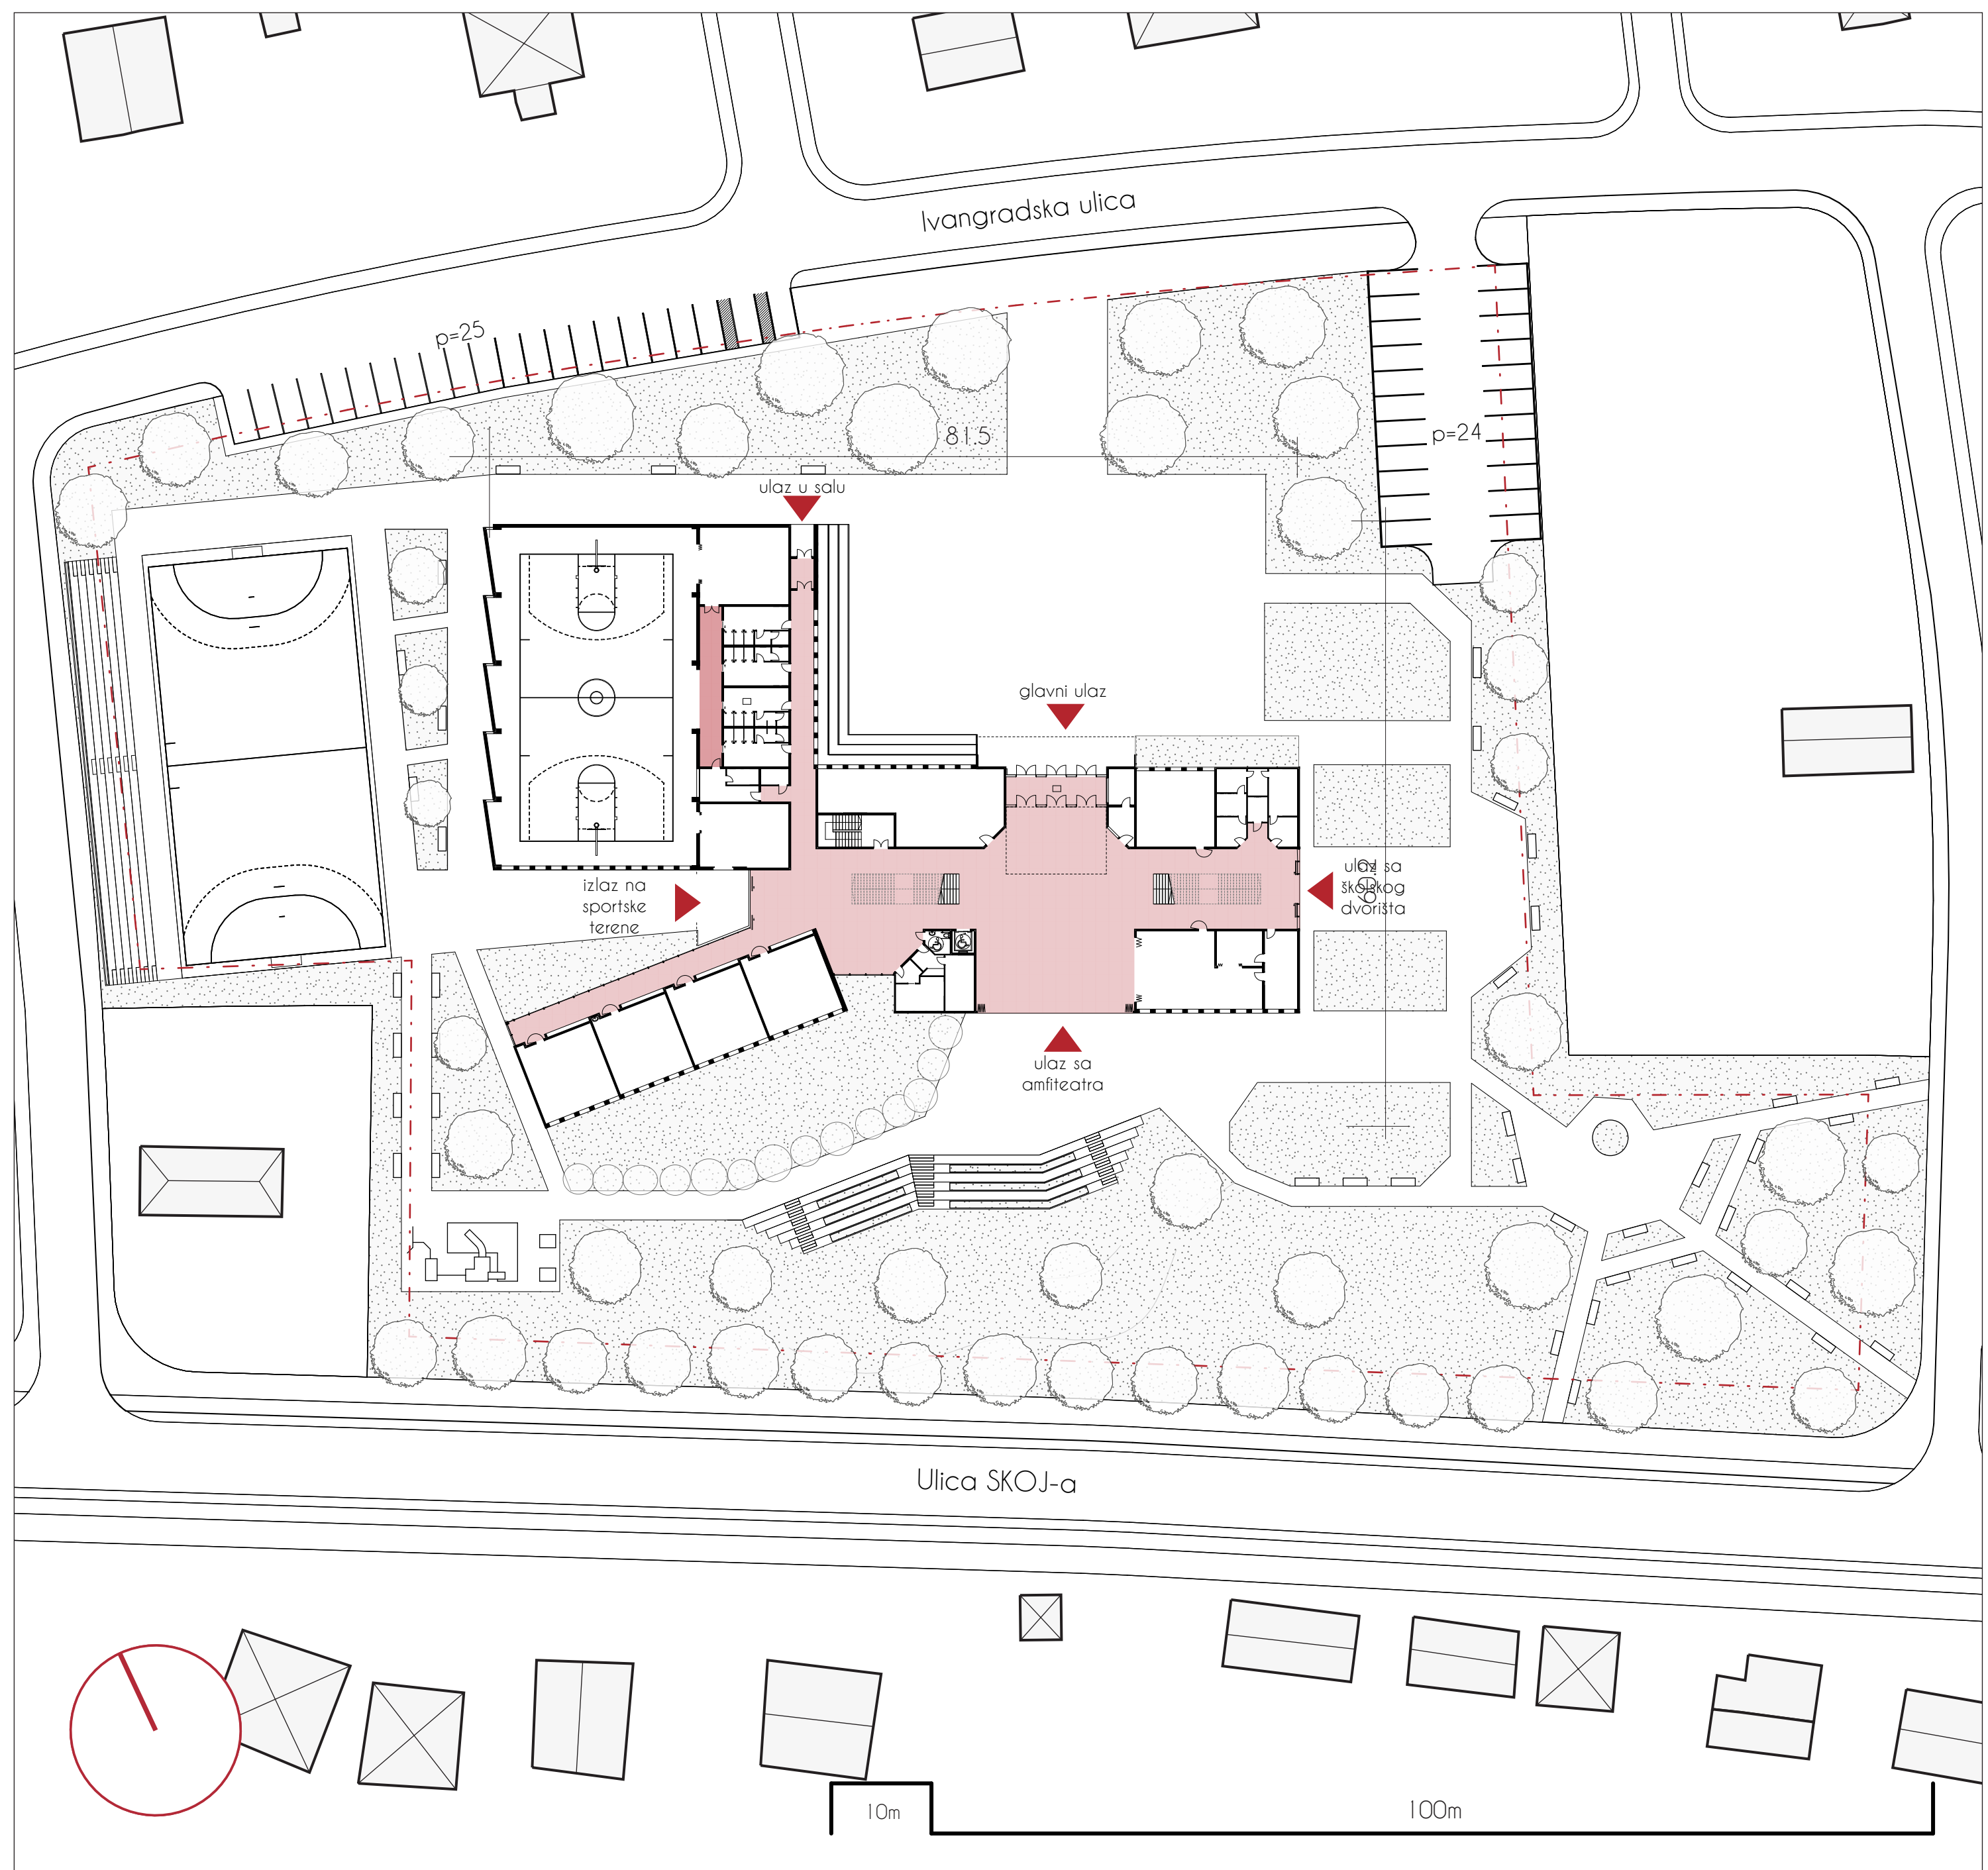 Ivangradska ulica
p=25
81.5
p=24
ulaz u salu
glavni ulaz
izlaz na
sportske
terene
ulaz sa
školskog
dvorišta
ulaz sa
amfiteatra
Ulica SKOJ-a
10m
100m